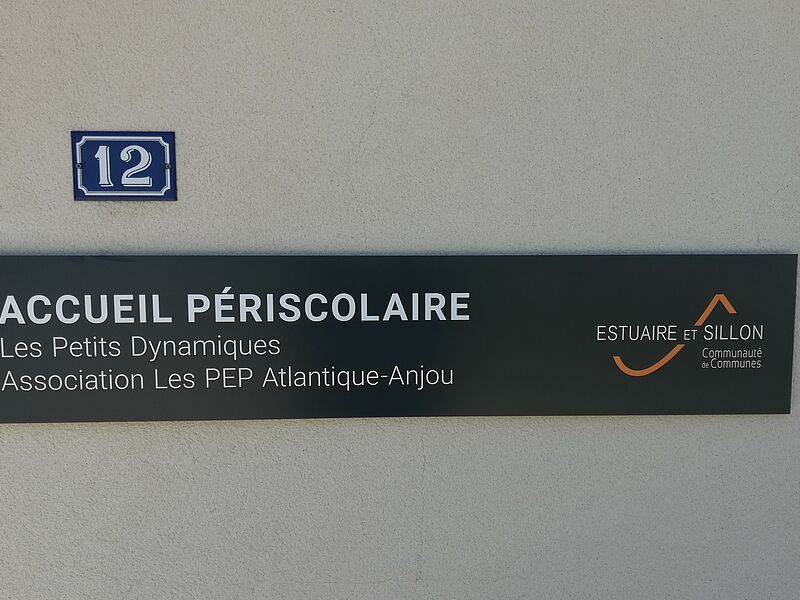 12
ACCUEIL PÉRISCOLAIRE
Les Petits Dynamiques
Association Les PEP Atlantique-Anjou
ESTUAIRE ET SILLON
Communauté
de Communes